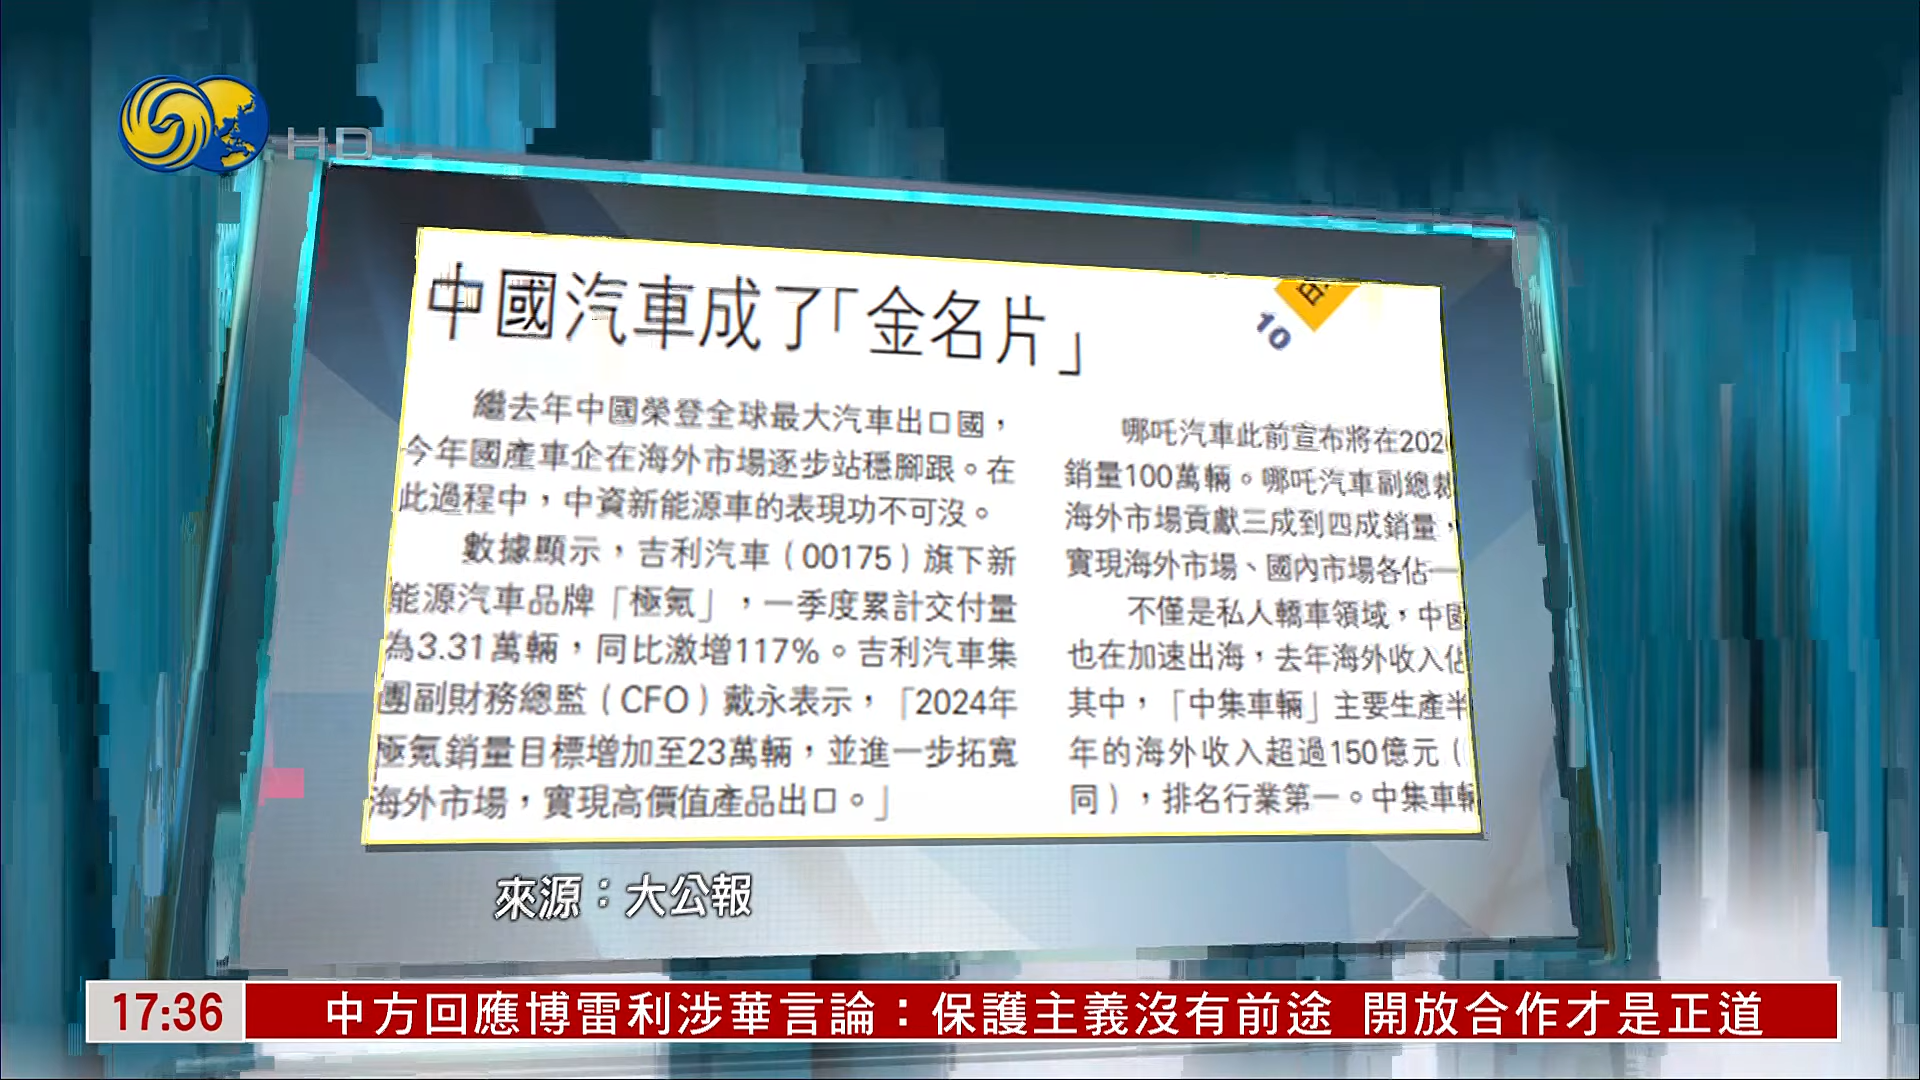 HD
中國汽車成了「金名片」
10
繼去年中國榮登全球最大汽車出口國，
今年國產車企在海外市場逐步站穩腳跟。在
此過程中，中資新能源車的表現功不可沒。
數據顯示，吉利汽車（00175）旗下新
能源汽車品牌「極氪」，一季度累計交付量
為3.31萬輛，同比激增117%。吉利汽車集
團副財務總監（CFO）戴永表示，「2024年
極氪銷量目標增加至23萬輛，並進一步拓寬
海外市場，實現高價值產品出口。」
哪吒汽車此前宣布將在202
銷量100萬輛。哪吒汽車副總裁
海外市場貢獻三成到四成銷量，
實現海外市場、國內市場各佔一
不僅是私人轎車領域，中國
也在加速出海，去年海外收入佔
其中，「中集車輛」主要生產半
年的海外收入超過150億元（
同），排名行業第一。中集車輛
來源：大公報
17:36 中方回應博雷利涉華言論：保護主義沒有前途 開放合作才是正道